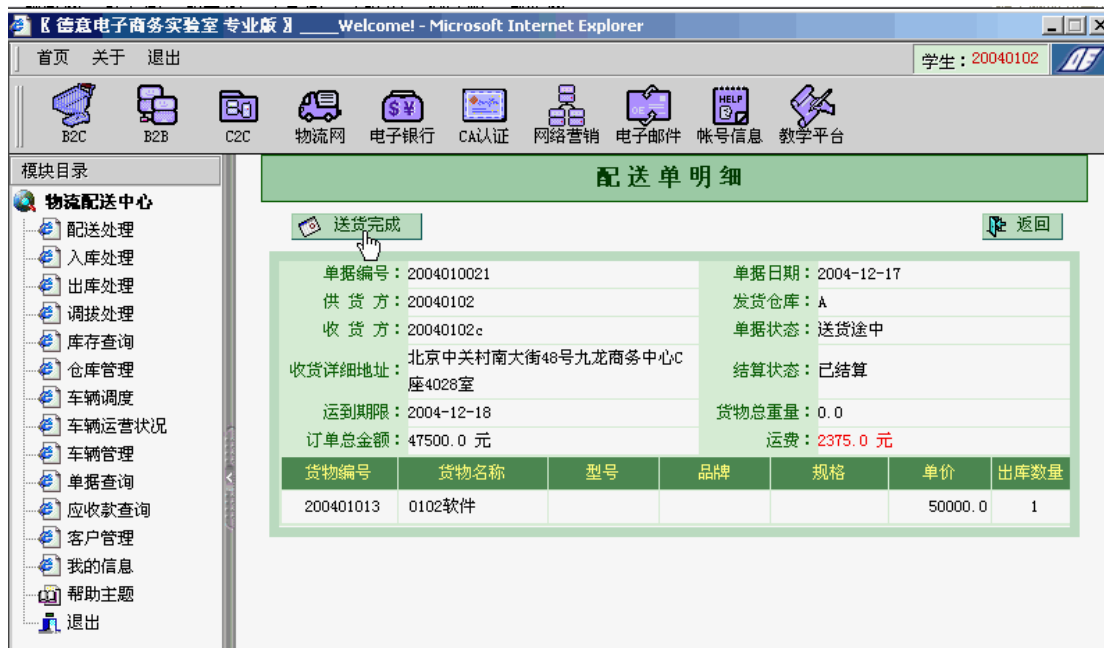 〖 德意电子商务实验室 专业版 〗____Welcome! - Microsoft Internet Explorer
首页 关于 退出
学生：20040102
HELP
B2C B2B C2C 物流网 电子银行 CA认证 网络营销 电子邮件 帐号信息 教学平台
模块目录
物流配送中心
配送处理
入库处理
出库处理
调拨处理
库存查询
仓库管理
车辆调度
车辆运营状况
车辆管理
单据查询
应收款查询
客户管理
我的信息
帮助主题
退出
配送单明细
送货完成 返回
单据编号：2004010021 单据日期：2004-12-17
供 货 方：20040102 发货仓库：A
收 货 方：20040102c 单据状态：送货途中
收货详细地址：北京中关村南大街48号九龙商务中心C
座4028室 结算状态：已结算
运到期限：2004-12-18 货物总重量：0.0
订单总金额：47500.0 元 运费：2375.0 元
货物编号 货物名称 型号 品牌 规格 单价 出库数量
200401013 0102软件 50000.0 1